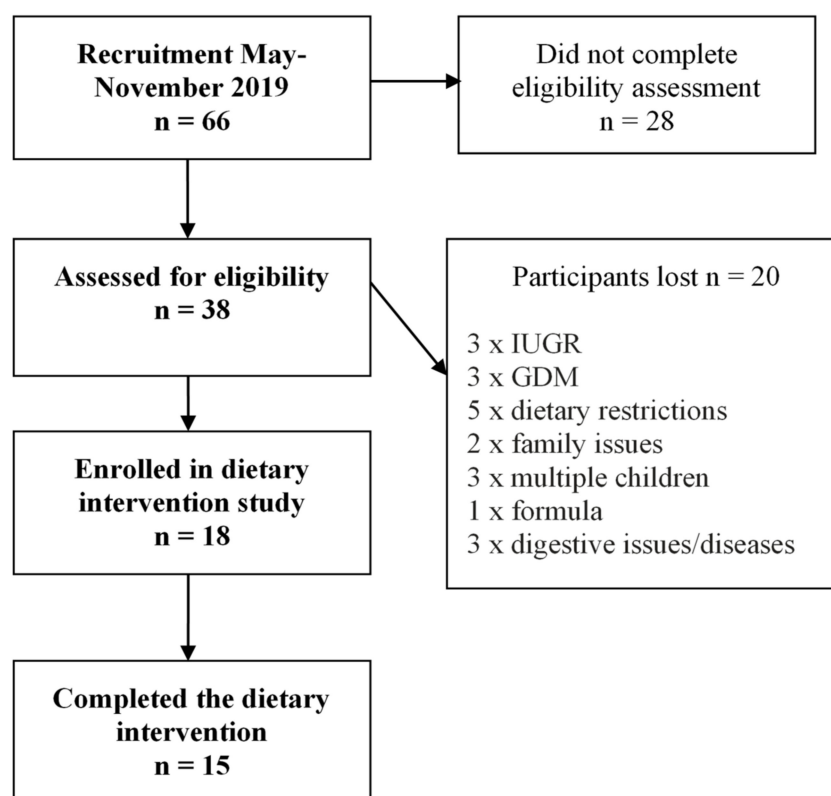 Recruitment May-
November 2019
n = 66
Did not complete
eligibility assessment
n = 28
Assessed for eligibility
n = 38
Participants lost n = 20
3 x IUGR
3 x GDM
5 x dietary restrictions
2 x family issues
3 x multiple children
1 x formula
3 x digestive issues/diseases
Enrolled in dietary
intervention study
n = 18
Completed the dietary
intervention
n = 15